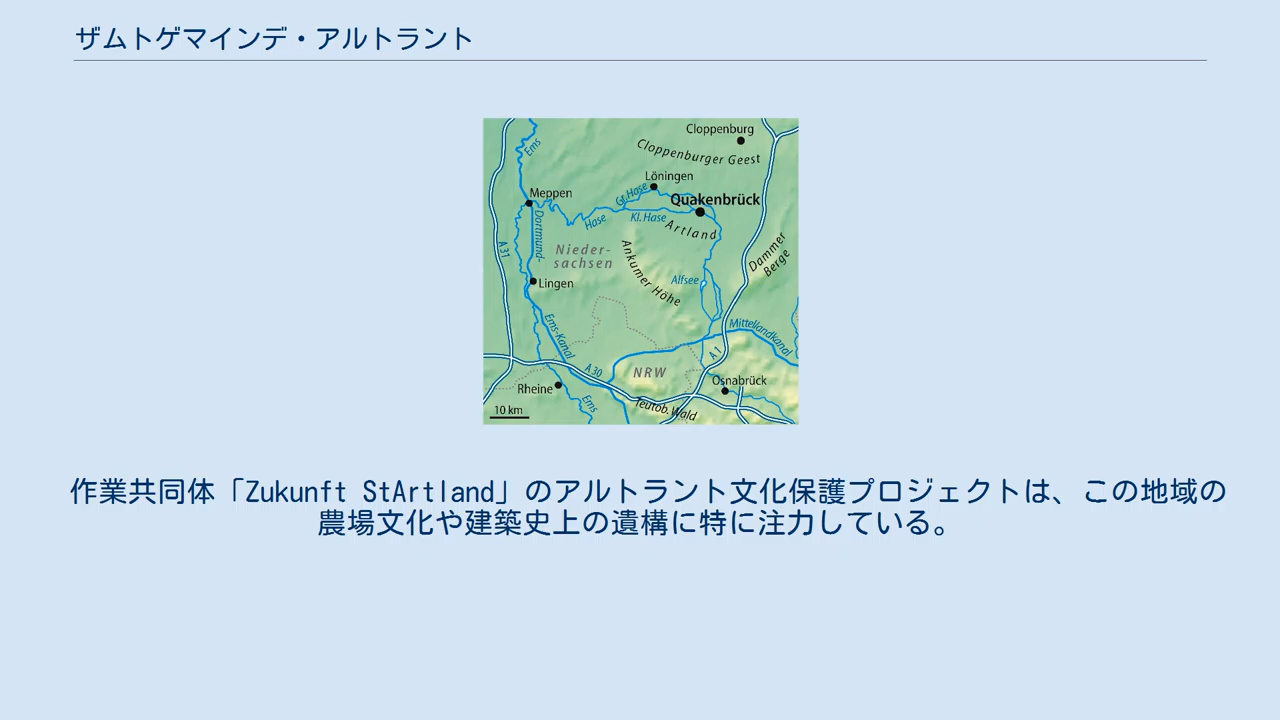 ザムトゲマインデ・アルトラント
Cloppenburg
Cloppenburger Geest
Ems
Löningen
Meppen
Gr. Hase
Quakenbrück
Hase
Kl. Hase
Artland
Dortmund-
A31
Nieder-
sachsen
Ankumer Höhe
Dammer
Berge
Alfsee
Lingen
Ems-Kanal
Mittellandkanal
A 1
A 30
NRW
Osnabrück
Rheine
Ems
Teutob. Wald
10 km
作業共同体「Zukunft StArtland」のアルトラント文化保護プロジェクトは、この地域の
農場文化や建築史上の遺構に特に注力している。